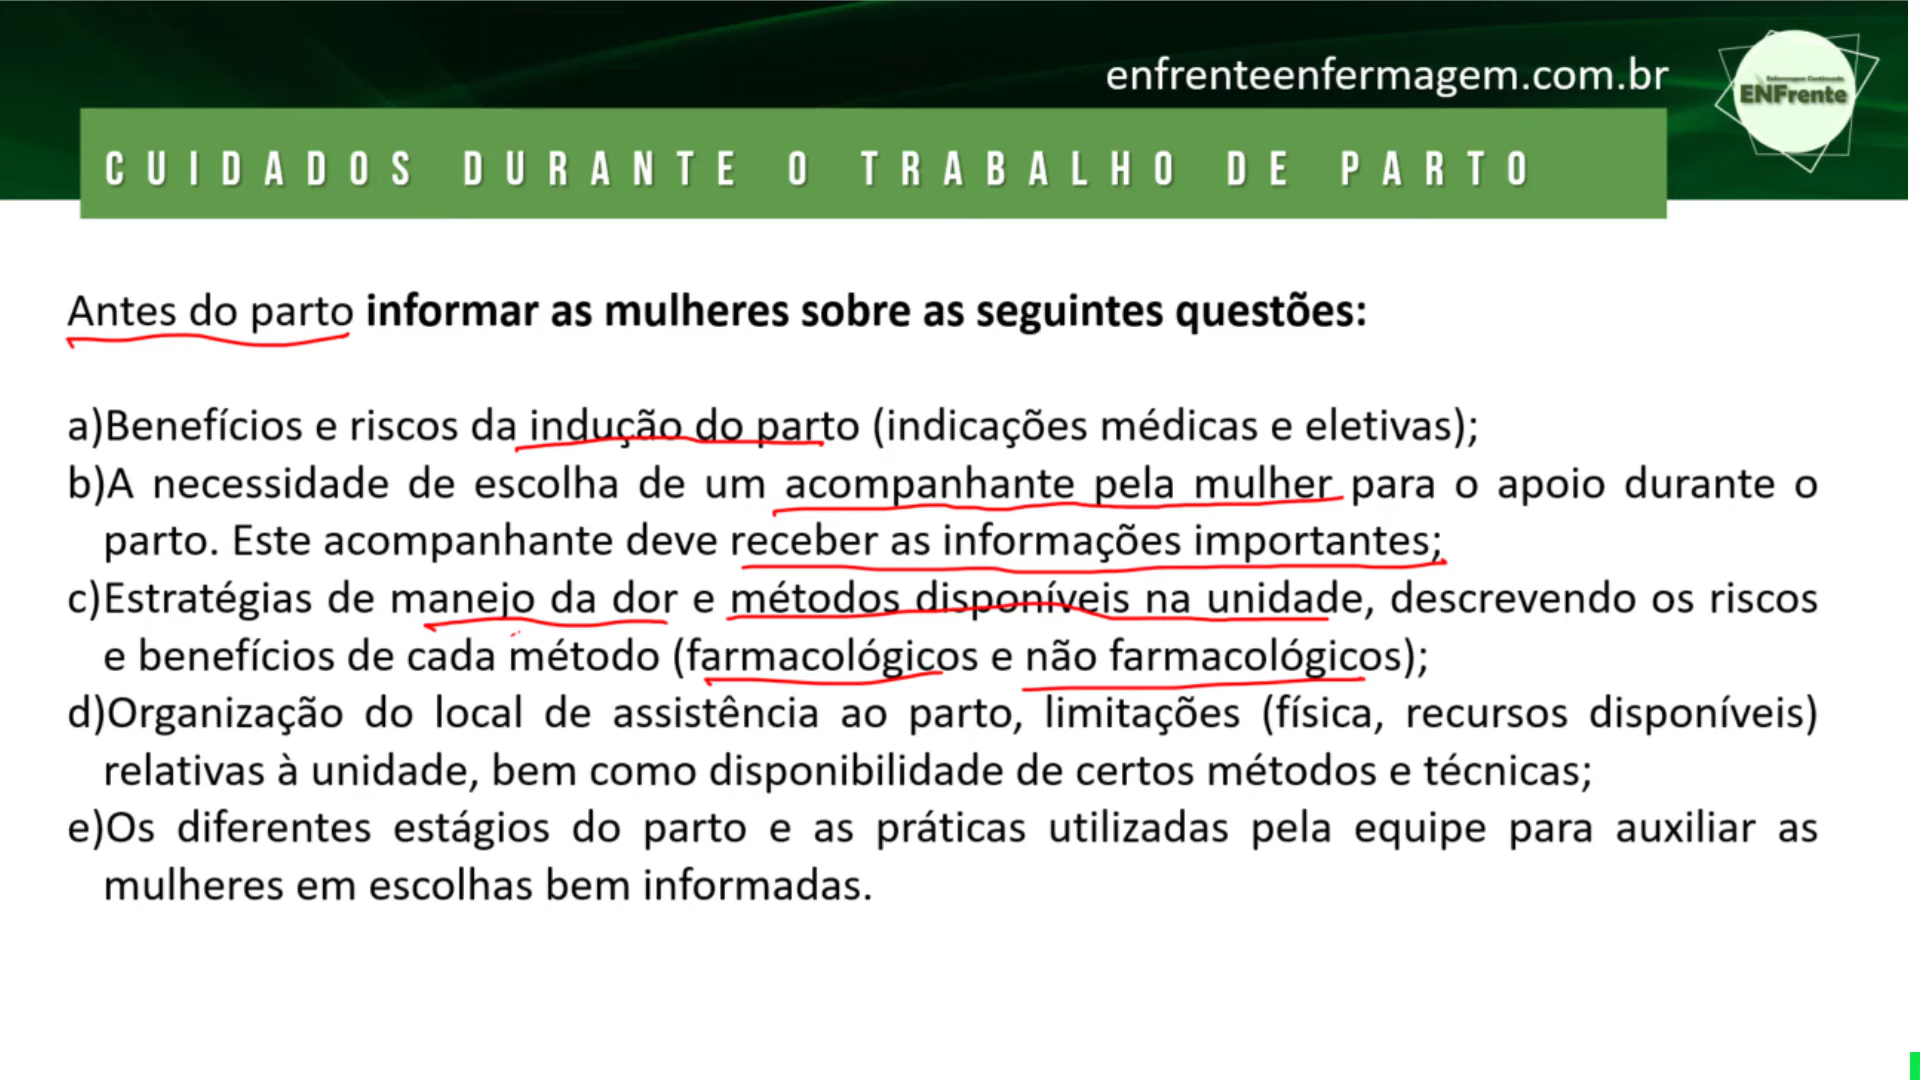 enfrenteenfermagem.com.br
Enfermagem Continuada
ENFrente
CUIDADOS DURANTE O TRABALHO DE PARTO
Antes do parto informar as mulheres sobre as seguintes questões:
a)Benefícios e riscos da indução do parto (indicações médicas e eletivas);
b)A necessidade de escolha de um acompanhante pela mulher para o apoio durante o
parto. Este acompanhante deve receber as informações importantes;
c)Estratégias de manejo da dor e métodos disponíveis na unidade, descrevendo os riscos
e benefícios de cada método (farmacológicos e não farmacológicos);
d)Organização do local de assistência ao parto, limitações (física, recursos disponíveis)
relativas à unidade, bem como disponibilidade de certos métodos e técnicas;
e)Os diferentes estágios do parto e as práticas utilizadas pela equipe para auxiliar as
mulheres em escolhas bem informadas.